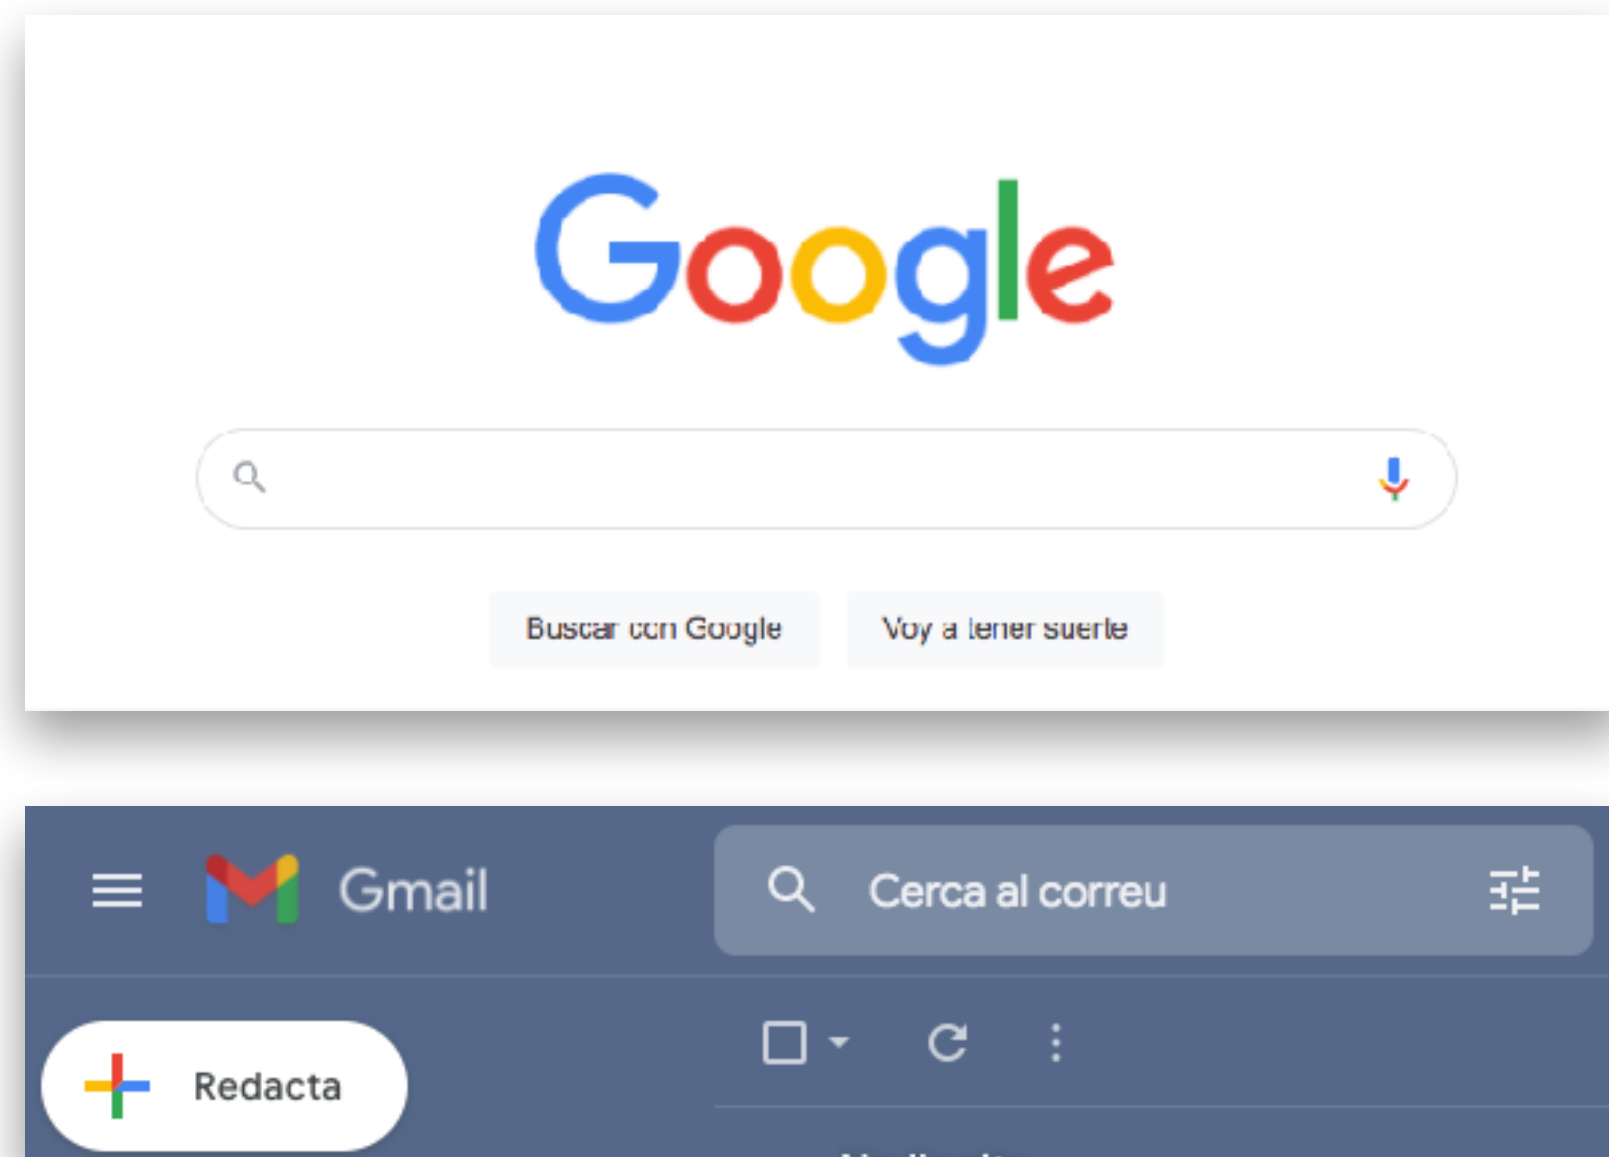 Google
Buscar con Google
Voy a tener suerte
Gmail
Cerca al correu
Redacta